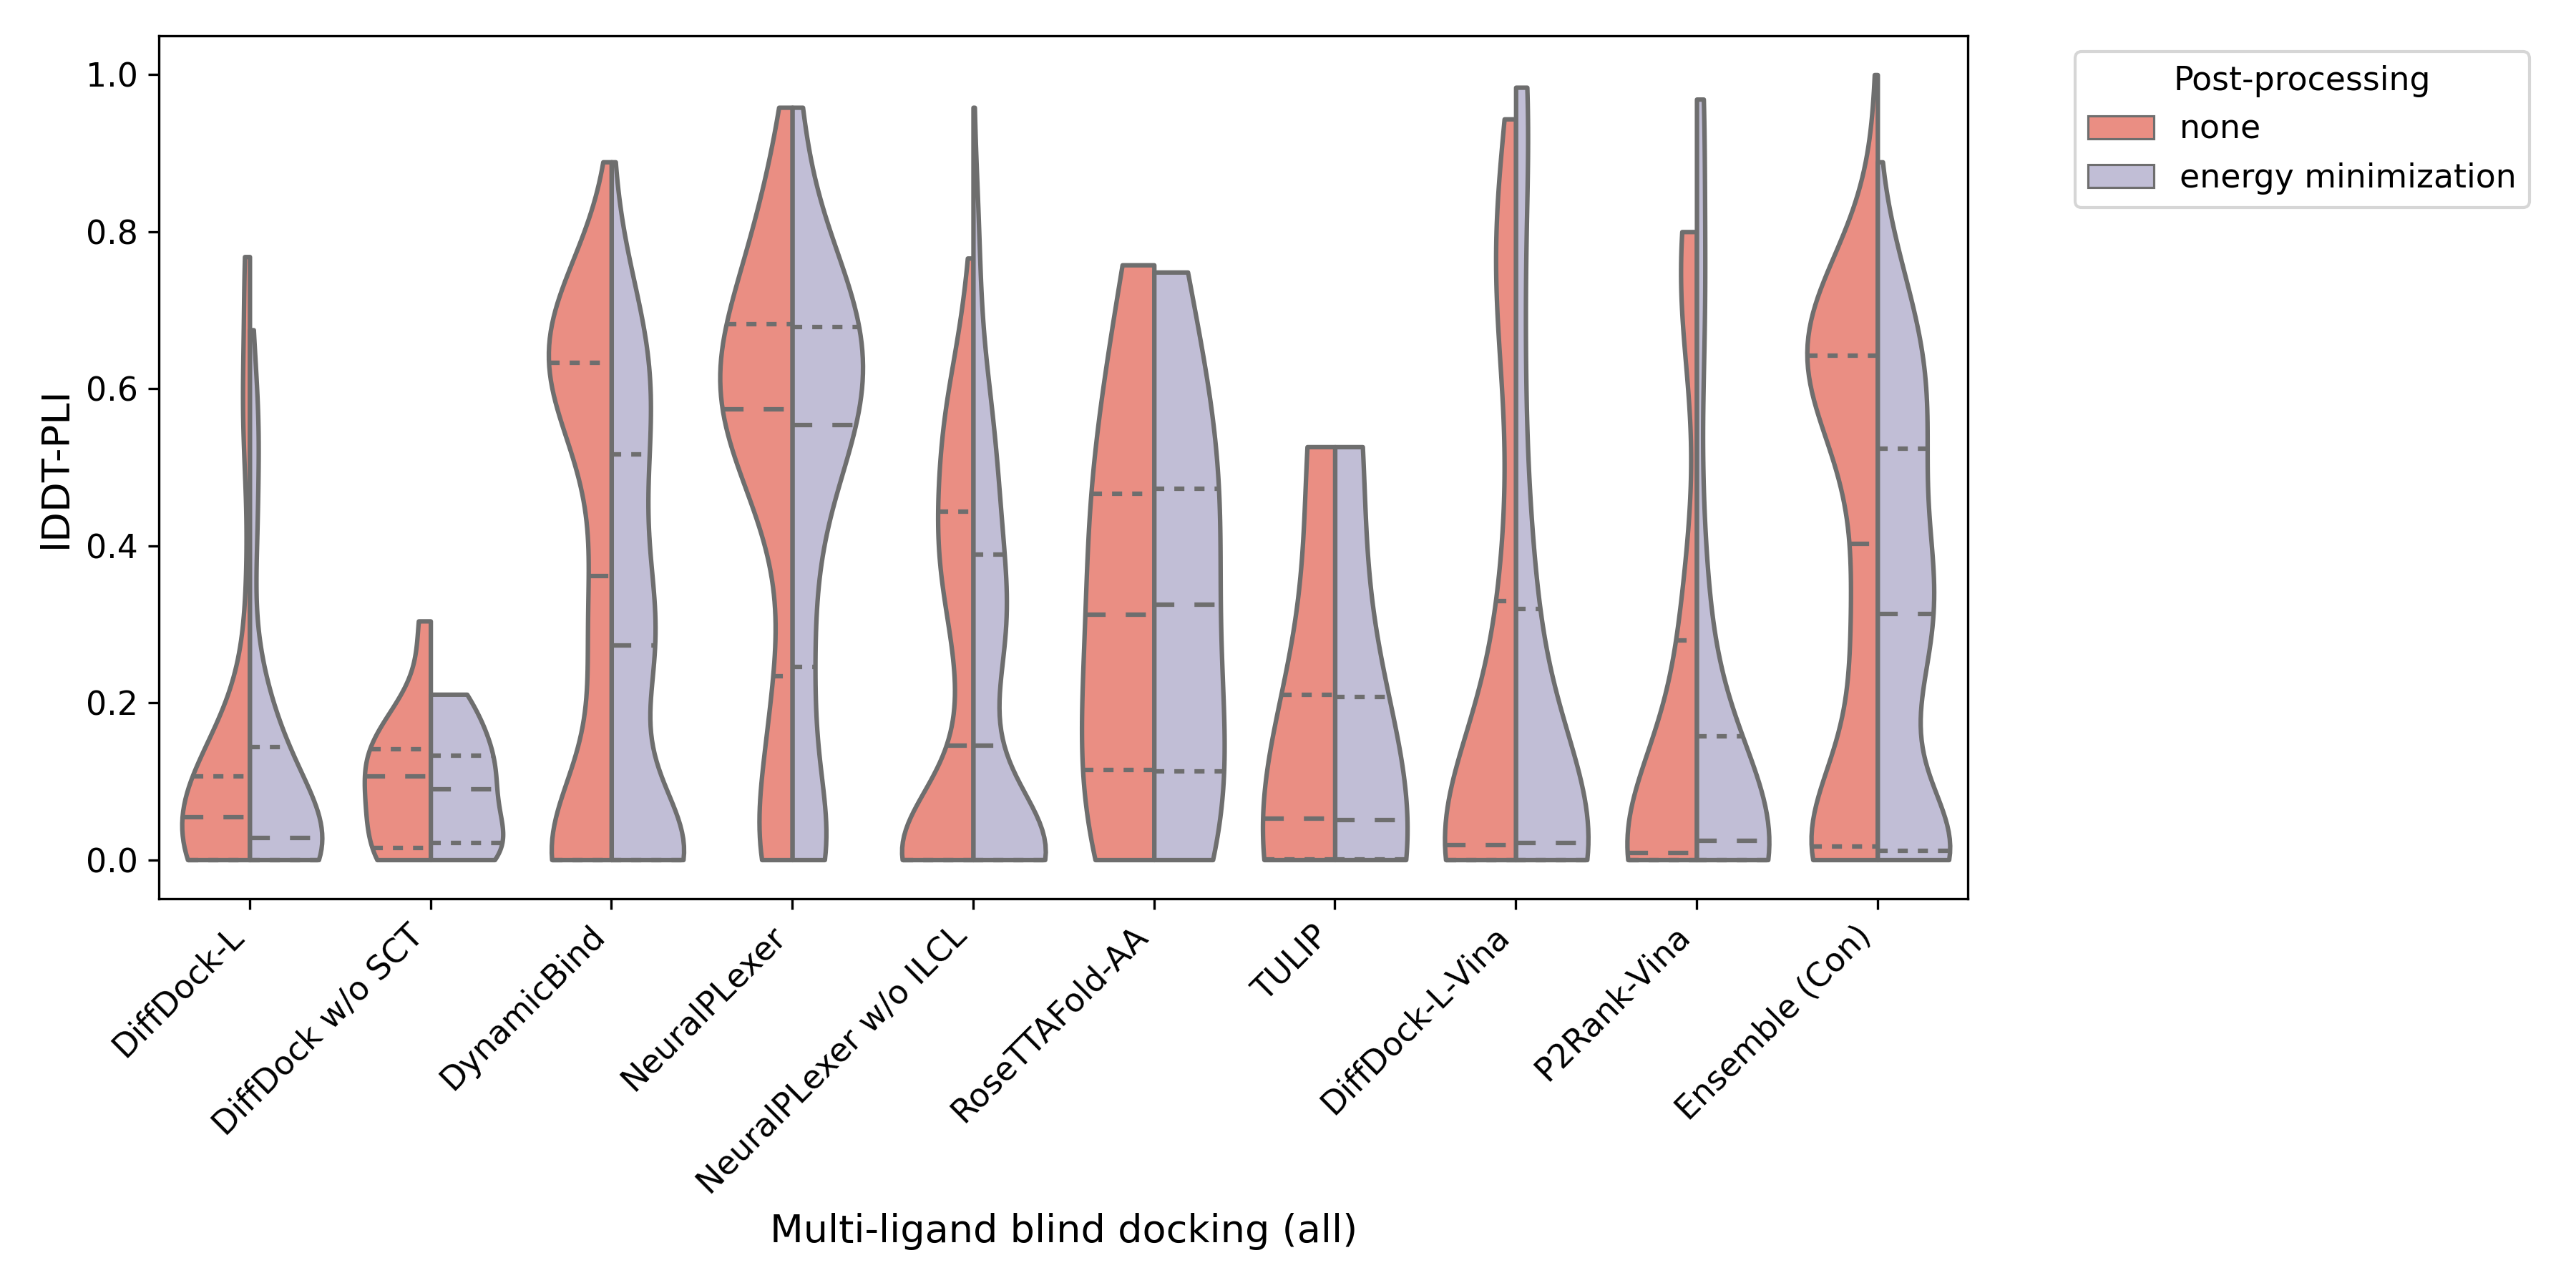 Post-processing
none
energy minimization
lDDT-PLI
1.0
0.8
0.6
0.4
0.2
0.0
DiffDock-L
DiffDock w/o SCT
DynamicBind
NeuralPLexer
NeuralPLexer w/o ILCL
RoseTTAFold-AA
TULIP
DiffDock-L-Vina
P2Rank-Vina
Ensemble (Con)
Multi-ligand blind docking (all)